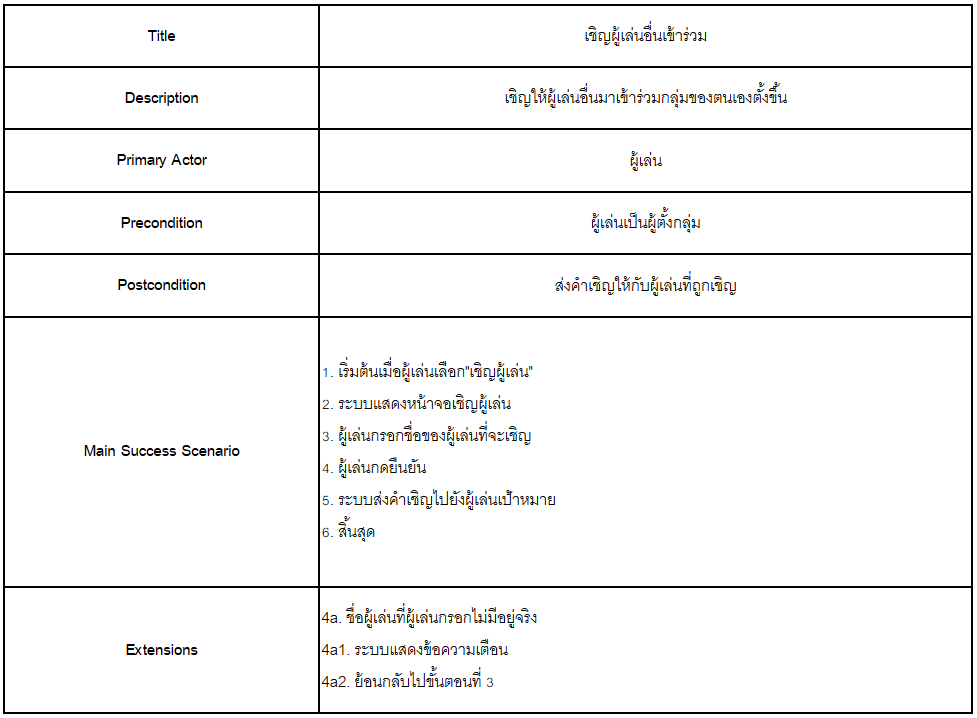 Title
เชิญผู้เล่นอื่นเข้าร่วม
Description
เชิญให้ผู้เล่นอื่นมาเข้าร่วมกลุ่มของตนเองตั้งขึ้น
Primary Actor
ผู้เล่น
Precondition
ผู้เล่นเป็นผู้ตั้งกลุ่ม
Postcondition
ส่งคำเชิญให้กับผู้เล่นที่ถูกเชิญ
Main Success Scenario
1. เริ่มต้นเมื่อผู้เล่นเลือก"เชิญผู้เล่น"
2. ระบบแสดงหน้าจอเชิญผู้เล่น
3. ผู้เล่นกรอกชื่อของผู้เล่นที่จะเชิญ
4. ผู้เล่นกดยืนยัน
5. ระบบส่งคำเชิญไปยังผู้เล่นเป้าหมาย
6. สิ้นสุด
Extensions
4a. ชื่อผู้เล่นที่ผู้เล่นกรอกไม่มีอยู่จริง
4a1. ระบบแสดงข้อความเตือน
4a2. ย้อนกลับไปขั้นตอนที่ 3